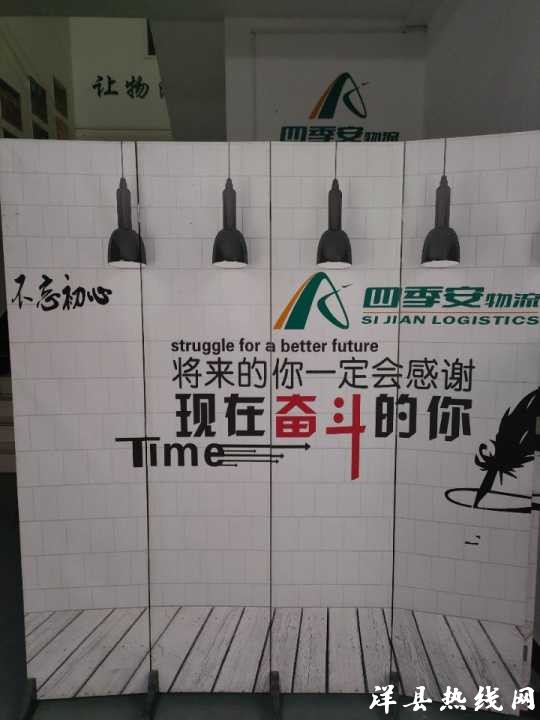 让物流
四季安物流
不忘初心
四季安物流
SI JIAN LOGISTICS
struggle for a better future
将来的你一定会感谢
现在奋斗的你
Time
洋县热线网